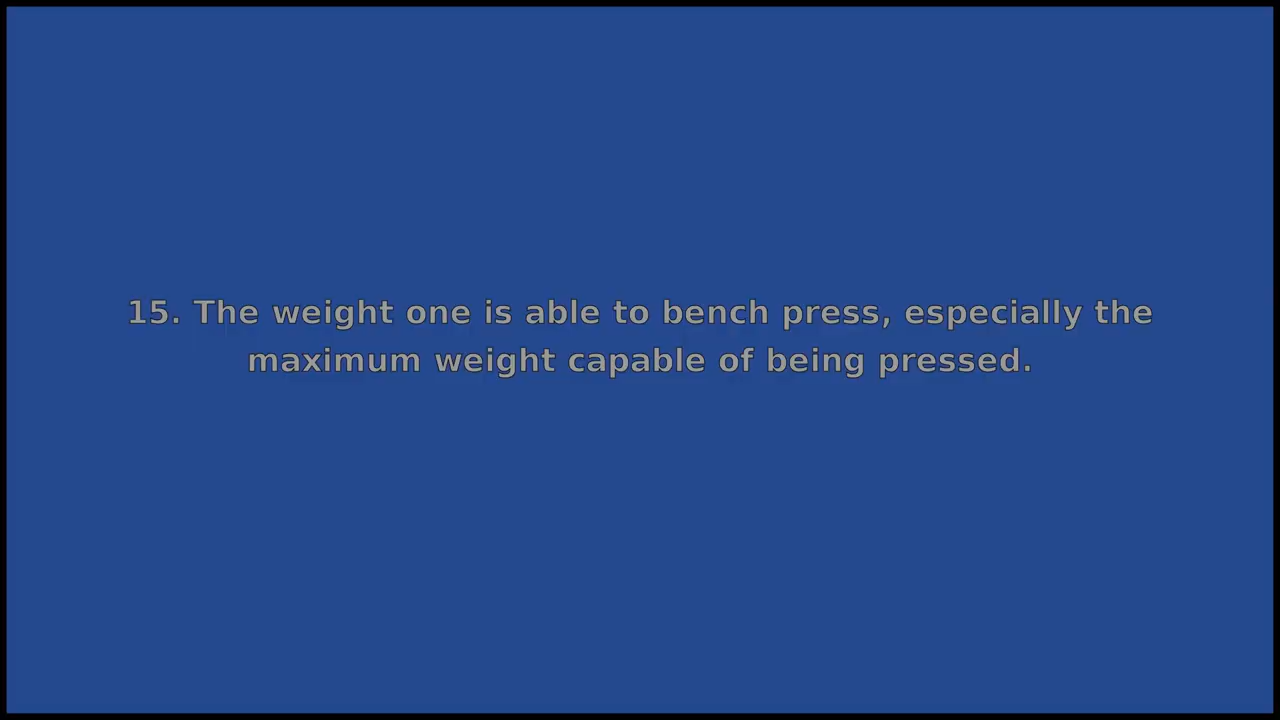 15. The weight one is able to bench press, especially the
maximum weight capable of being pressed.